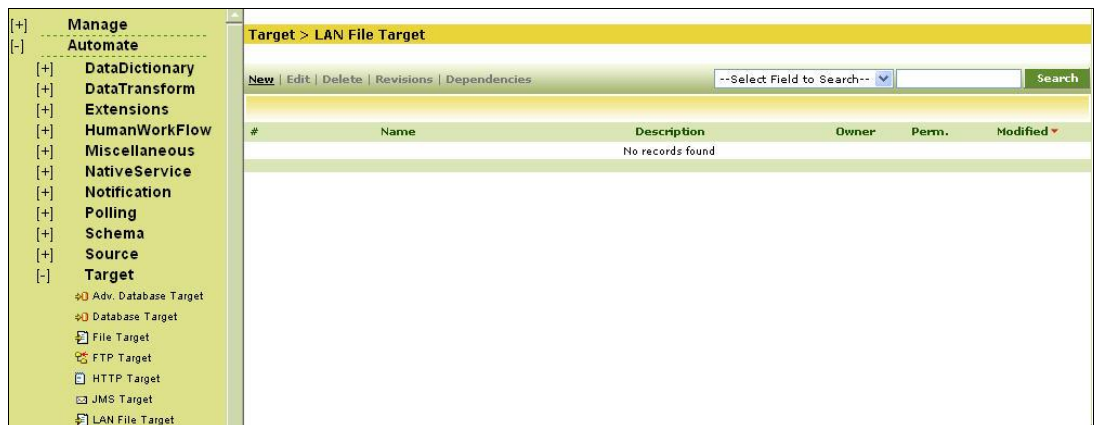 [+] Manage
[-] Automate
[+] DataDictionary
[+] DataTransform
[+] Extensions
[+] HumanWorkFlow
[+] Miscellaneous
[+] NativeService
[+] Notification
[+] Polling
[+] Schema
[+] Source
[-] Target
Adv. Database Target
Database Target
File Target
FTP Target
HTTP Target
JMS Target
LAN File Target
Target > LAN File Target
New | Edit | Delete | Revisions | Dependencies --Select Field to Search-- Search
# Name Description Owner Perm. Modified
No records found